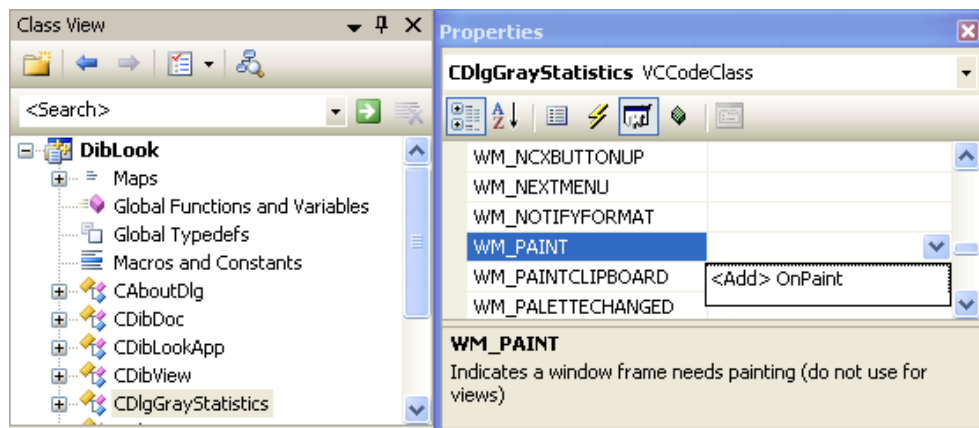 Class View
<Search>
DibLook
Maps
Global Functions and Variables
Global Typedefs
Macros and Constants
CAboutDlg
CDibDoc
CDibLookApp
CDibView
CDlgGrayStatistics
Properties
CDlgGrayStatistics VCCodeClass
WM_NCXBUTTONUP
WM_NEXTMENU
WM_NOTIFYFORMAT
WM_PAINT
WM_PAINTCLIPBOARD
<Add> OnPaint
WM_PALETTECHANGED
WM_PAINT
Indicates a window frame needs painting (do not use for
views)